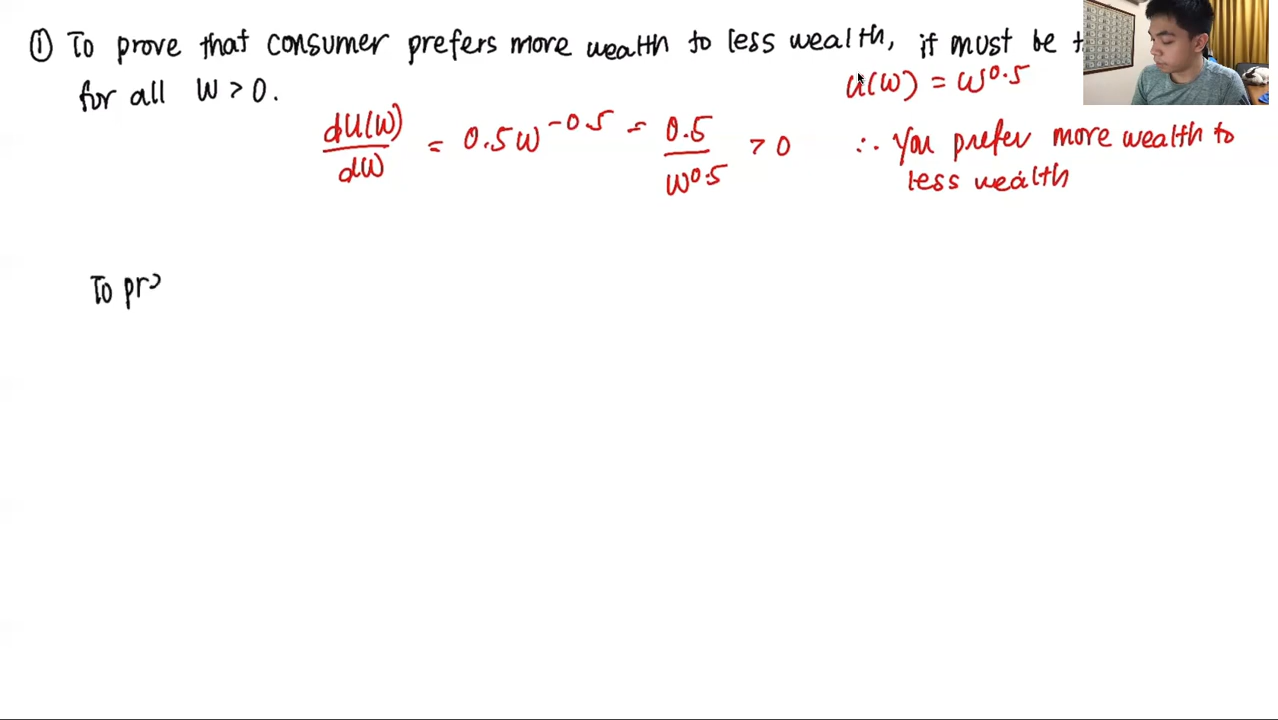 ① To prove that consumer prefers more wealth to less wealth, it must be
for all W > 0.
u(w) = w^0.5
dU(W)/dW = 0.5w^-0.5 = 0.5/w^0.5 > 0 ∴ You prefer more wealth to
less wealth
To pr